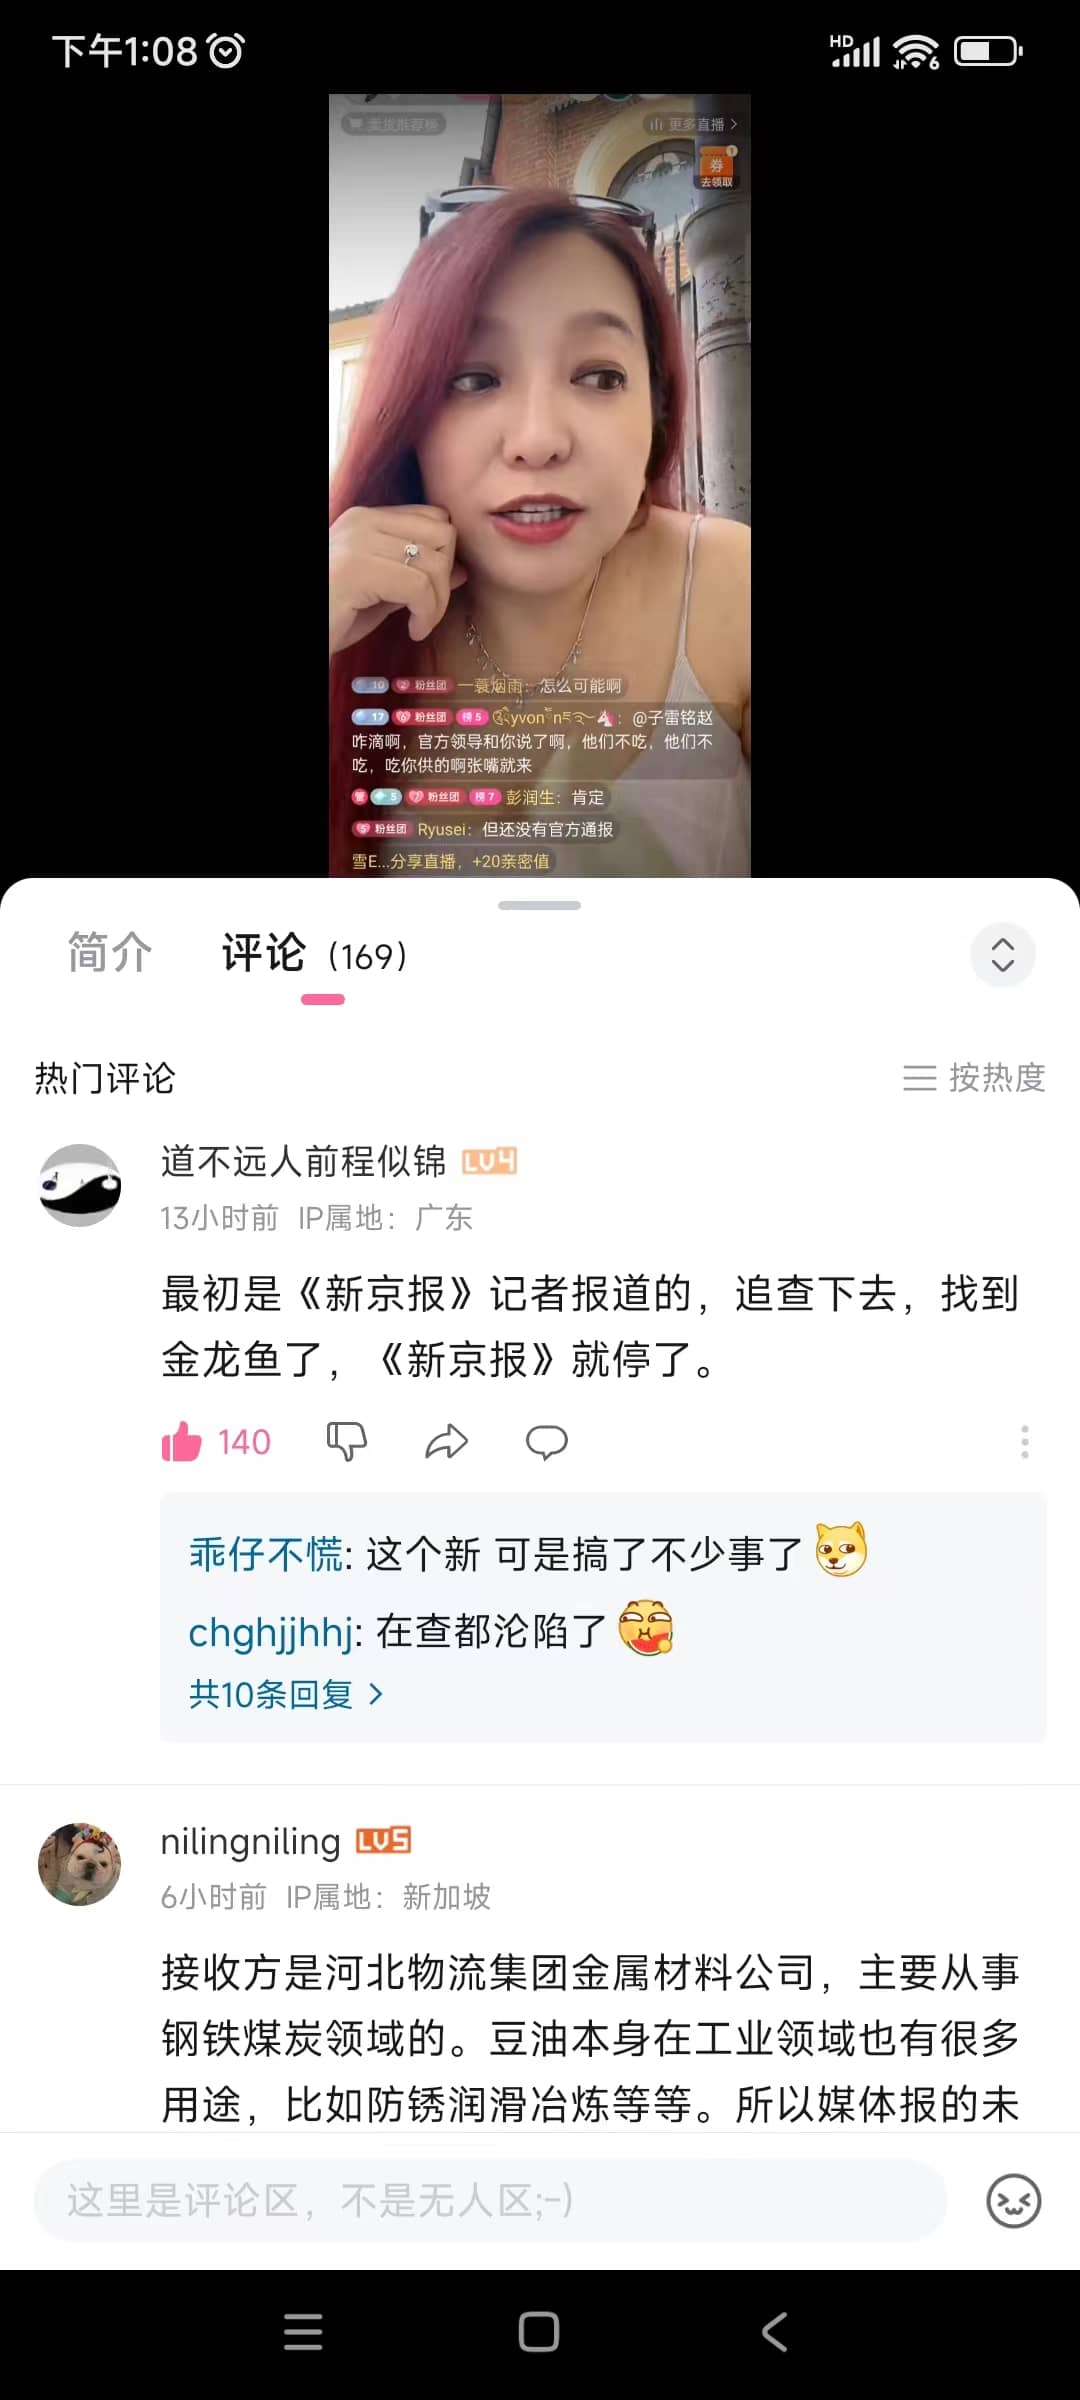 下午1:08
HD
6
卖货推荐榜
更多直播
1
券
去领取
10 粉丝团 一蓑烟雨：怎么可能啊
17 粉丝团 榜5 : @子雷铭赵
咋滴啊，官方领导和你说了啊，他们不吃，他们不
吃，吃你供的啊张嘴就来
管 5 粉丝团 榜7 彭润生：肯定
粉丝团 Ryusei：但还没有官方通报
雪E...分享直播，+20亲密值
简介
评论 (169)
热门评论
按热度
道不远人前程似锦 LV4
13小时前 IP属地：广东
最初是《新京报》记者报道的，追查下去，找到
金龙鱼了，《新京报》就停了。
140
乖仔不慌: 这个新 可是搞了不少事了
chghjjhhj: 在查都沦陷了
共10条回复
nilingniling LV5
6小时前 IP属地：新加坡
接收方是河北物流集团金属材料公司，主要从事
钢铁煤炭领域的。豆油本身在工业领域也有很多
用途，比如防锈润滑冶炼等等。所以媒体报的未
这里是评论区，不是无人区;-)